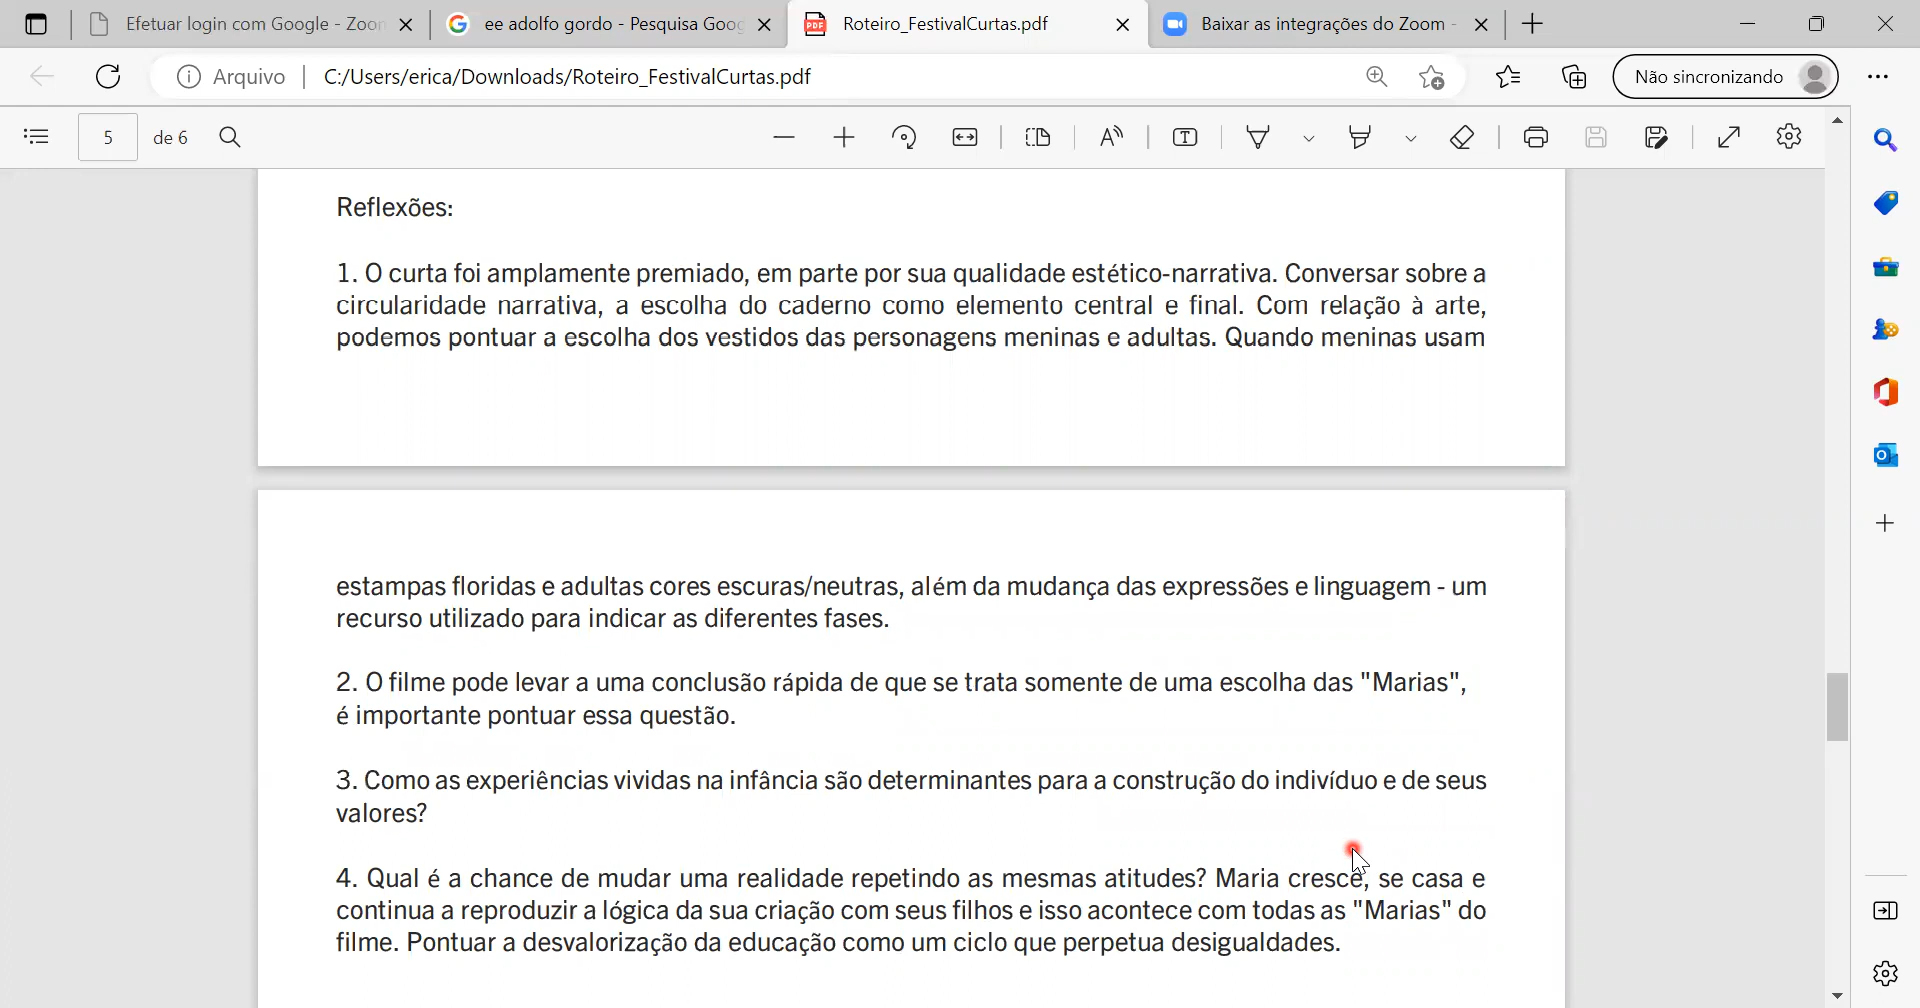 Efetuar login com Google - Zoom
ee adolfo gordo - Pesquisa Goog
PDF
Roteiro_FestivalCurtas.pdf
Baixar as integrações do Zoom -
Arquivo
C:/Users/erica/Downloads/Roteiro_FestivalCurtas.pdf
Não sincronizando
5 de 6
Reflexões:
1. O curta foi amplamente premiado, em parte por sua qualidade estético-narrativa. Conversar sobre a
circularidade narrativa, a escolha do caderno como elemento central e final. Com relação à arte,
podemos pontuar a escolha dos vestidos das personagens meninas e adultas. Quando meninas usam
estampas floridas e adultas cores escuras/neutras, além da mudança das expressões e linguagem - um
recurso utilizado para indicar as diferentes fases.
2. O filme pode levar a uma conclusão rápida de que se trata somente de uma escolha das "Marias",
é importante pontuar essa questão.
3. Como as experiências vividas na infância são determinantes para a construção do indivíduo e de seus
valores?
4. Qual é a chance de mudar uma realidade repetindo as mesmas atitudes? Maria cresce, se casa e
continua a reproduzir a lógica da sua criação com seus filhos e isso acontece com todas as "Marias" do
filme. Pontuar a desvalorização da educação como um ciclo que perpetua desigualdades.